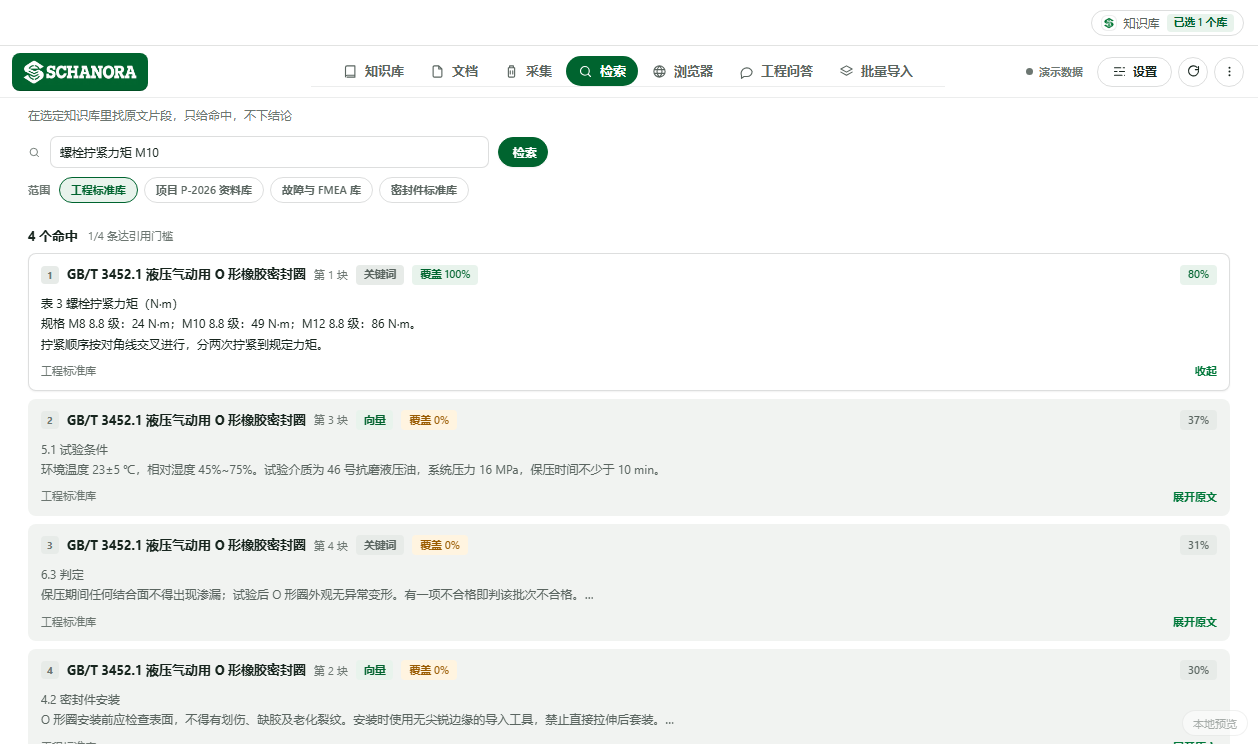 知识库 已选 1 个库
SCHANORA
知识库 文档 采集 检索 浏览器 工程问答 批量导入
演示数据 设置
在选定知识库里找原文片段，只给命中，不下结论
螺栓拧紧力矩 M10 检索
范围 工程标准库 项目 P-2026 资料库 故障与 FMEA 库 密封件标准库
4 个命中 1/4 条达引用门槛
1 GB/T 3452.1 液压气动用 O 形橡胶密封圈 第 1 块 关键词 覆盖 100% 80%
表 3 螺栓拧紧力矩（N·m）
规格 M8 8.8 级：24 N·m；M10 8.8 级：49 N·m；M12 8.8 级：86 N·m。
拧紧顺序按对角线交叉进行，分两次拧紧到规定力矩。
工程标准库 收起
2 GB/T 3452.1 液压气动用 O 形橡胶密封圈 第 3 块 向量 覆盖 0% 37%
5.1 试验条件
环境温度 23±5 ℃，相对湿度 45%~75%。试验介质为 46 号抗磨液压油，系统压力 16 MPa，保压时间不少于 10 min。
工程标准库 展开原文
3 GB/T 3452.1 液压气动用 O 形橡胶密封圈 第 4 块 关键词 覆盖 0% 31%
6.3 判定
保压期间任何结合面不得出现渗漏；试验后 O 形圈外观无异常变形。有一项不合格即判该批次不合格。...
工程标准库 展开原文
4 GB/T 3452.1 液压气动用 O 形橡胶密封圈 第 2 块 向量 覆盖 0% 30%
4.2 密封件安装
O 形圈安装前应检查表面，不得有划伤、缺胶及老化裂纹。安装时使用无尖锐边缘的导入工具，禁止直接拉伸后套装。...
本地预览